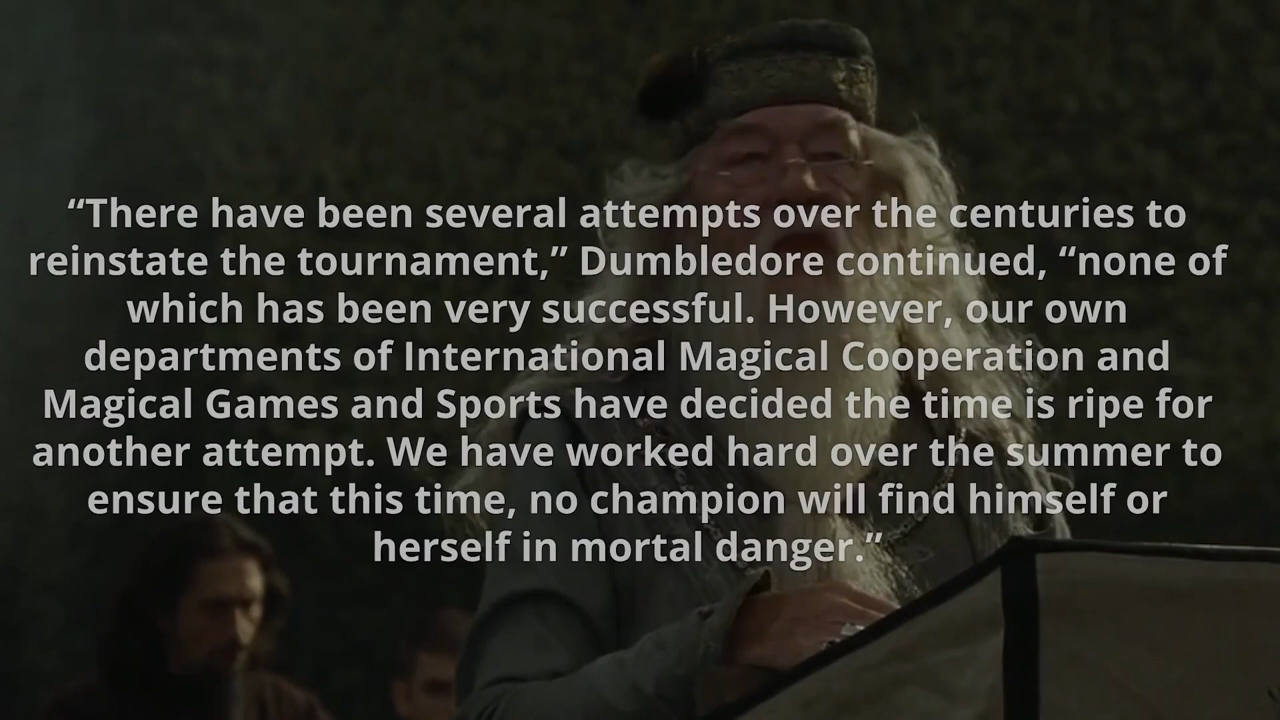 “There have been several attempts over the centuries to
reinstate the tournament,” Dumbledore continued, “none of
which has been very successful. However, our own
departments of International Magical Cooperation and
Magical Games and Sports have decided the time is ripe for
another attempt. We have worked hard over the summer to
ensure that this time, no champion will find himself or
herself in mortal danger.”